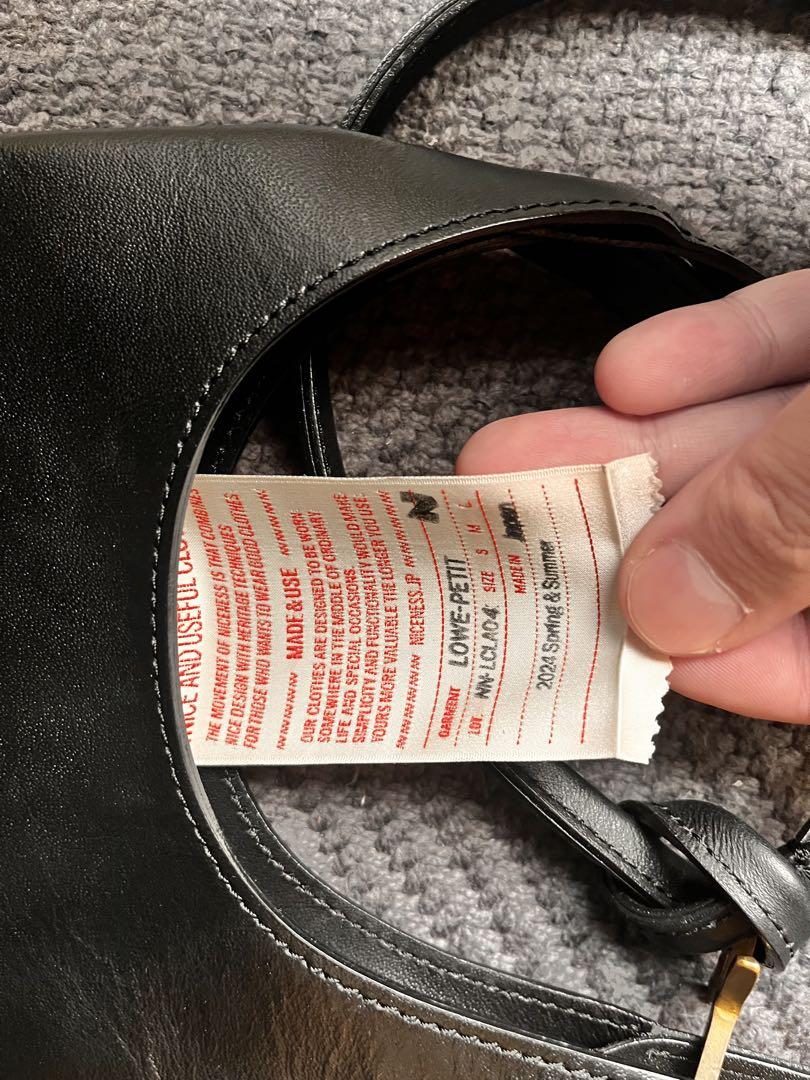 NICE AND USEFUL CLO
THE MOVEMENT OF NICENESS IS THAT COMBINES
NICE DESIGN WITH HERITAGE TECHNIQUES
FOR THOSE WHO WANTS TO WEAR GOOD CLOTHES
MADE & USE
OUR CLOTHES ARE DESIGNED TO BE WORN
SOMEWHERE IN THE MIDDLE OF ORDINARY
LIFE AND SPECIAL OCCASIONS.
SIMPLICITY AND FUNCTIONALITY WOULD MAKE
YOURS MORE VALUABLE THE LONGER YOU USE.
NICENESS.JP
N
GARMENT LOWE-PETIT
LOT. NN-LCLA04 SIZE S M L
MADE IN Japan
2024 Spring & Summer